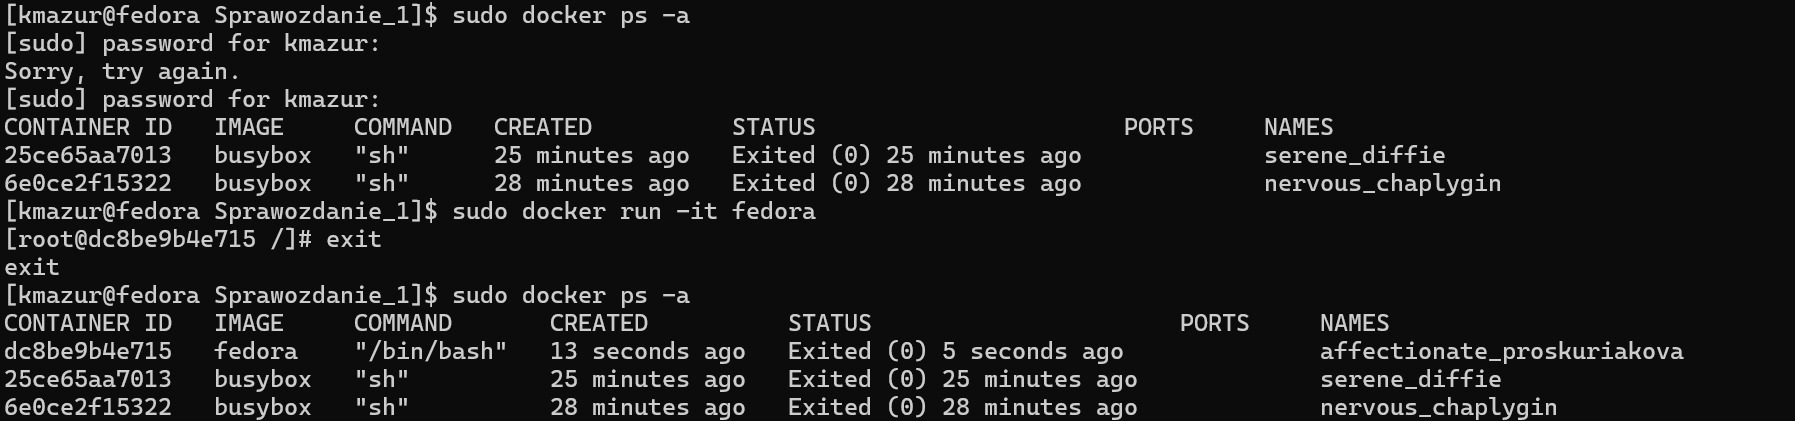 [kmazur@fedora Sprawozdanie_1]$ sudo docker ps -a
[sudo] password for kmazur:
Sorry, try again.
[sudo] password for kmazur:
CONTAINER ID   IMAGE     COMMAND   CREATED          STATUS                      PORTS     NAMES
25ce65aa7013   busybox   "sh"      25 minutes ago   Exited (0) 25 minutes ago             serene_diffie
6e0ce2f15322   busybox   "sh"      28 minutes ago   Exited (0) 28 minutes ago             nervous_chaplygin
[kmazur@fedora Sprawozdanie_1]$ sudo docker run -it fedora
[root@dc8be9b4e715 /]# exit
exit
[kmazur@fedora Sprawozdanie_1]$ sudo docker ps -a
CONTAINER ID   IMAGE     COMMAND       CREATED          STATUS                      PORTS     NAMES
dc8be9b4e715   fedora    "/bin/bash"   13 seconds ago   Exited (0) 5 seconds ago              affectionate_proskuriakova
25ce65aa7013   busybox   "sh"          25 minutes ago   Exited (0) 25 minutes ago             serene_diffie
6e0ce2f15322   busybox   "sh"          28 minutes ago   Exited (0) 28 minutes ago             nervous_chaplygin